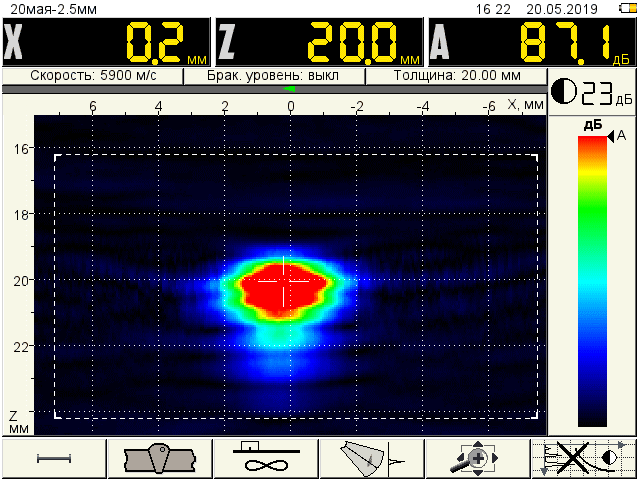 20мая-2.5мм 16 22 20.05.2019
X 0.2 мм Z 20.0 мм A 87.1 дБ
Скорость: 5900 м/с Брак. уровень: выкл Толщина: 20.00 мм
23 дБ
6 4 2 0 -2 -4 -6 X, мм
дБ
A
16
18
20
22
Z
мм